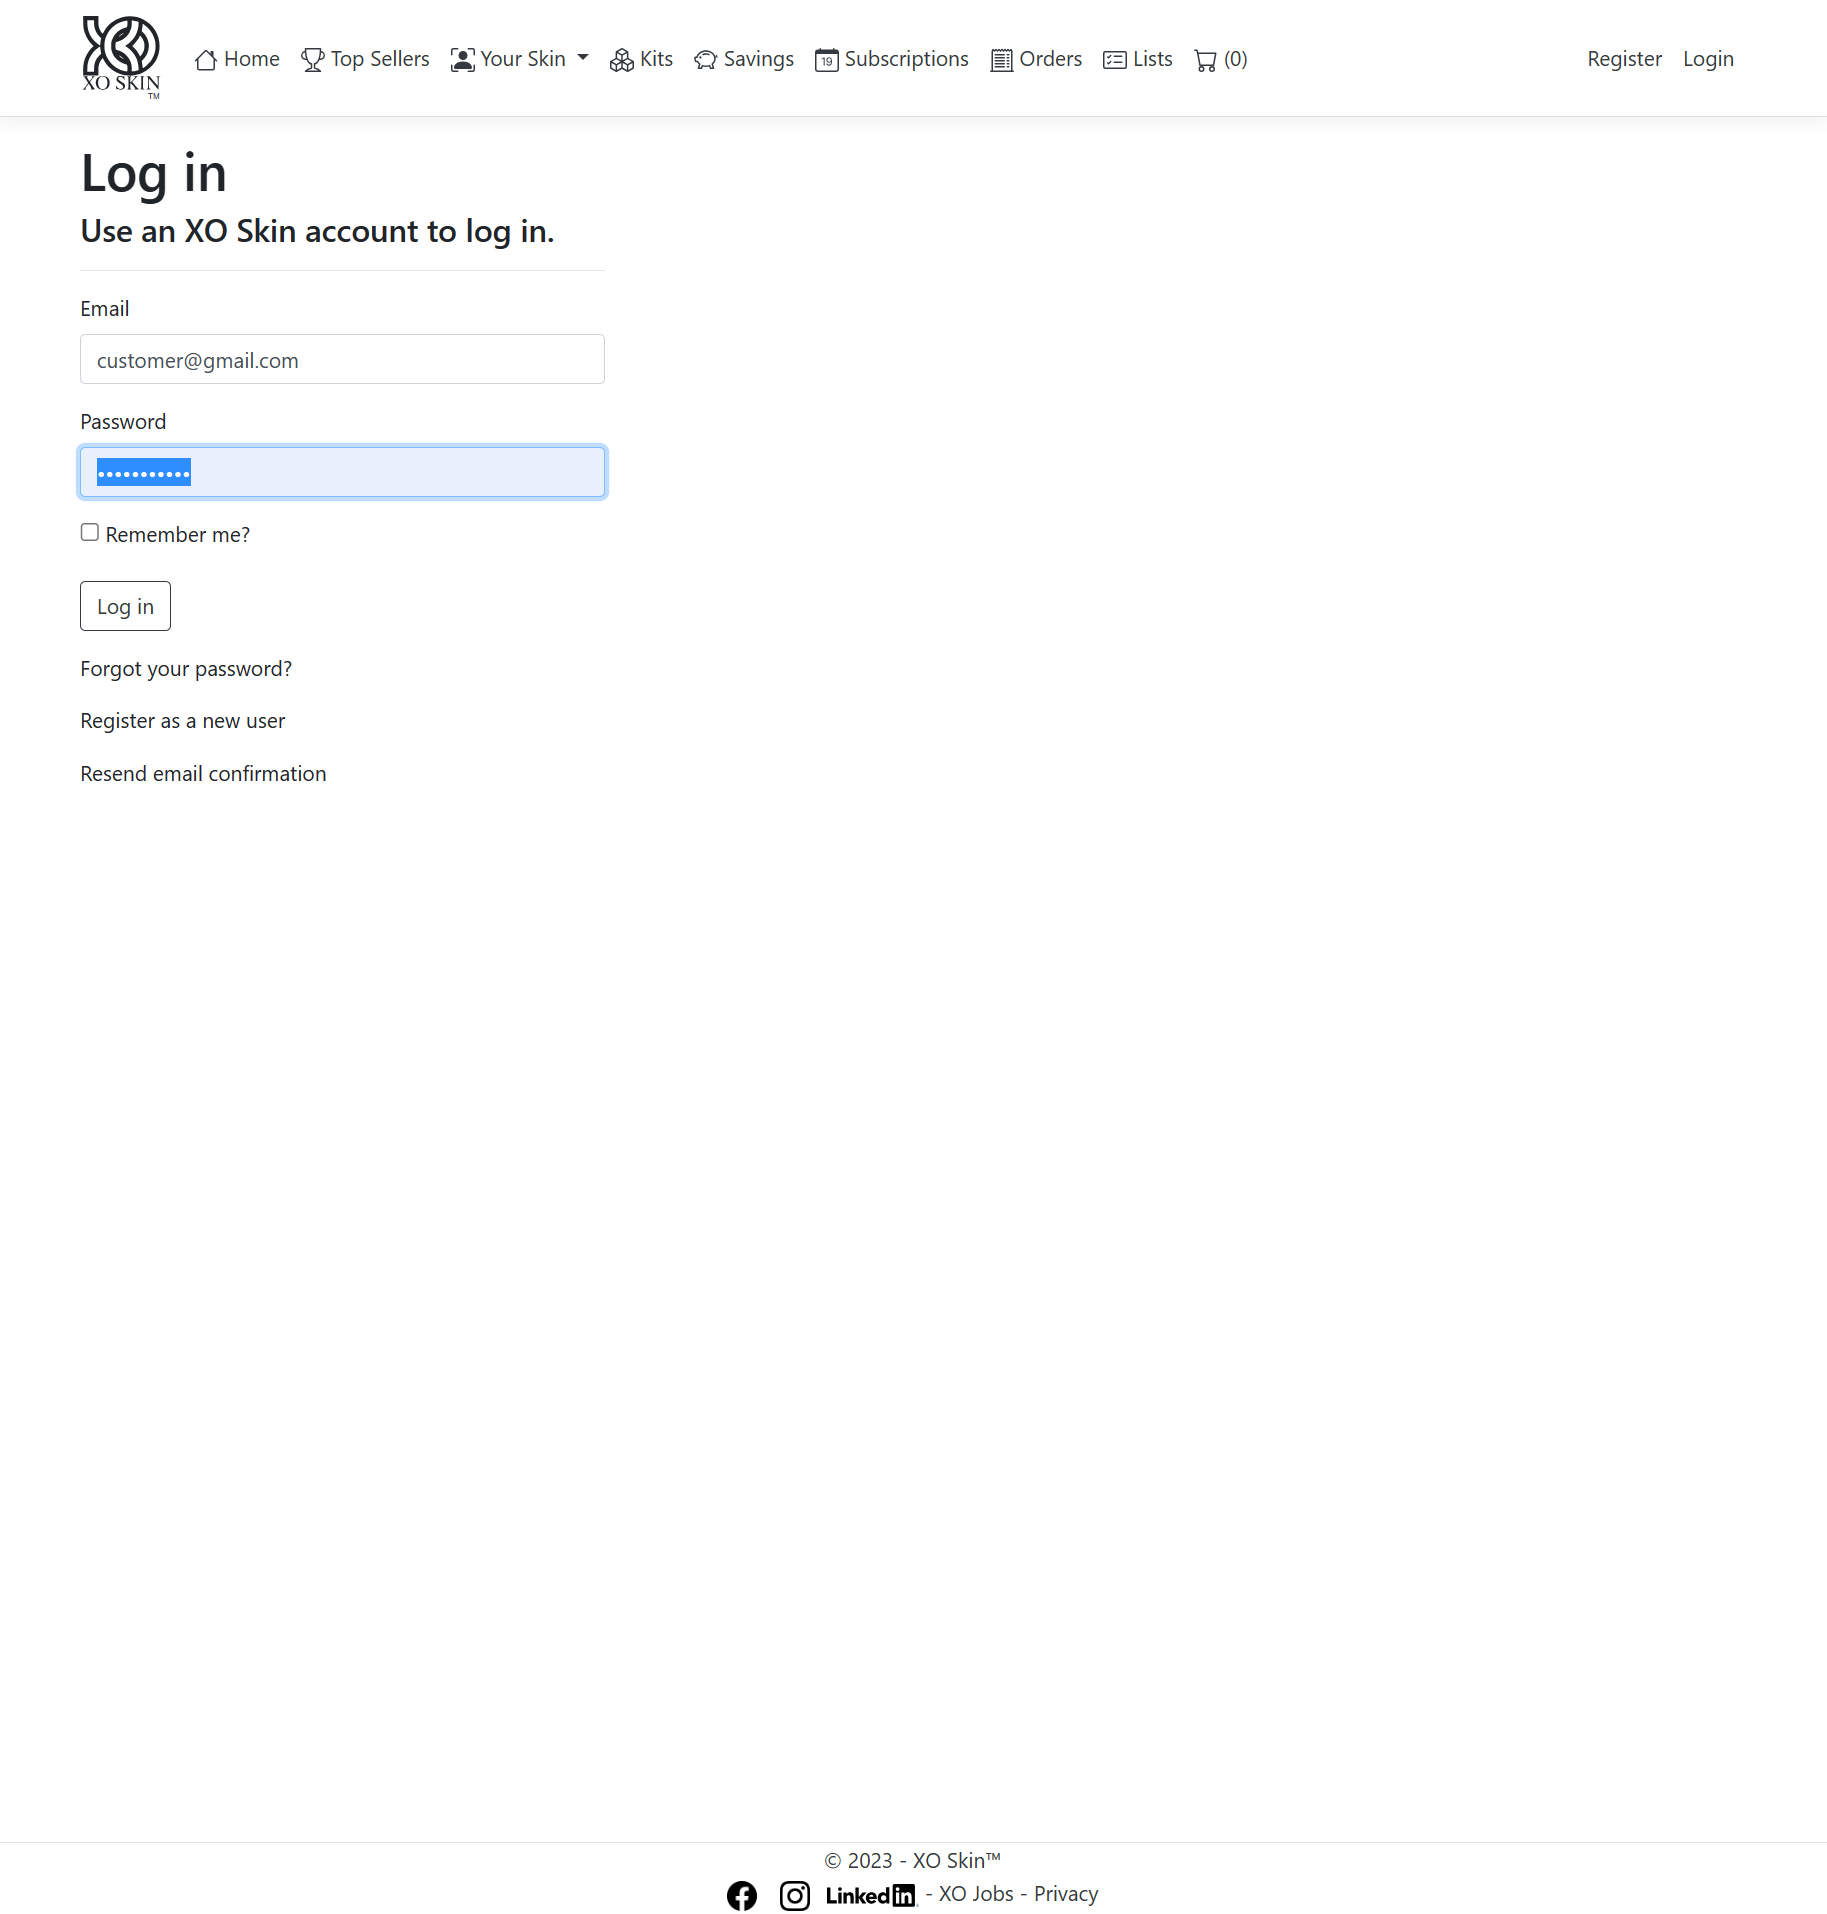 XO SKIN
TM
Home Top Sellers Your Skin Kits Savings 19 Subscriptions Orders Lists (0) Register Login
Log in
Use an XO Skin account to log in.
Email
customer@gmail.com
Password
•••••••••••
Remember me?
Log in
Forgot your password?
Register as a new user
Resend email confirmation
© 2023 - XO Skin™
Linked in - XO Jobs - Privacy